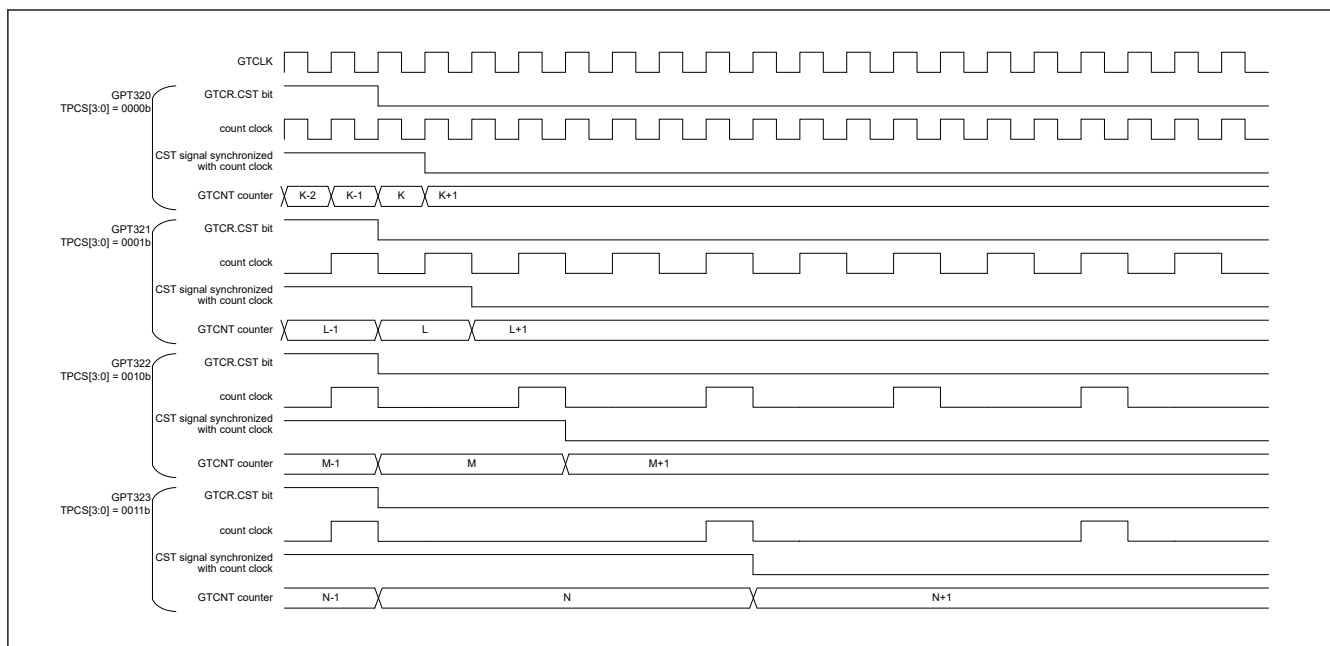 GTCLK
GPT320
TPCS[3:0] = 0000b
GTCR.CST bit
count clock
CST signal synchronized
with count clock
GTCNT counter
K-2
K-1
K
K+1
GPT321
TPCS[3:0] = 0001b
GTCR.CST bit
count clock
CST signal synchronized
with count clock
GTCNT counter
L-1
L
L+1
GPT322
TPCS[3:0] = 0010b
GTCR.CST bit
count clock
CST signal synchronized
with count clock
GTCNT counter
M-1
M
M+1
GPT323
TPCS[3:0] = 0011b
GTCR.CST bit
count clock
CST signal synchronized
with count clock
GTCNT counter
N-1
N
N+1